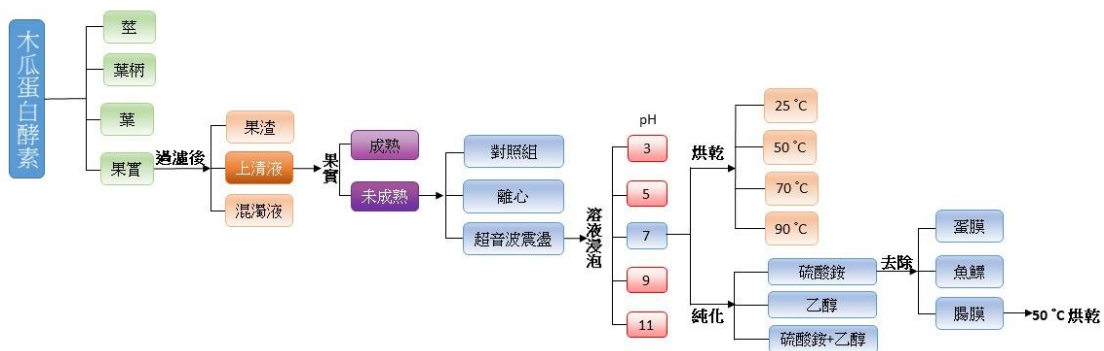 木瓜蛋白酵素
莖
葉柄
葉
果實
過濾後
果渣
上清液
混濁液
果實
成熟
未成熟
對照組
離心
超音波震盪
溶液浸泡
pH
3
5
7
9
11
烘乾
25 ˚C
50 ˚C
70 ˚C
90 ˚C
純化
硫酸銨
乙醇
硫酸銨+乙醇
去除
蛋膜
魚鰾
腸膜
50 ˚C 烘乾